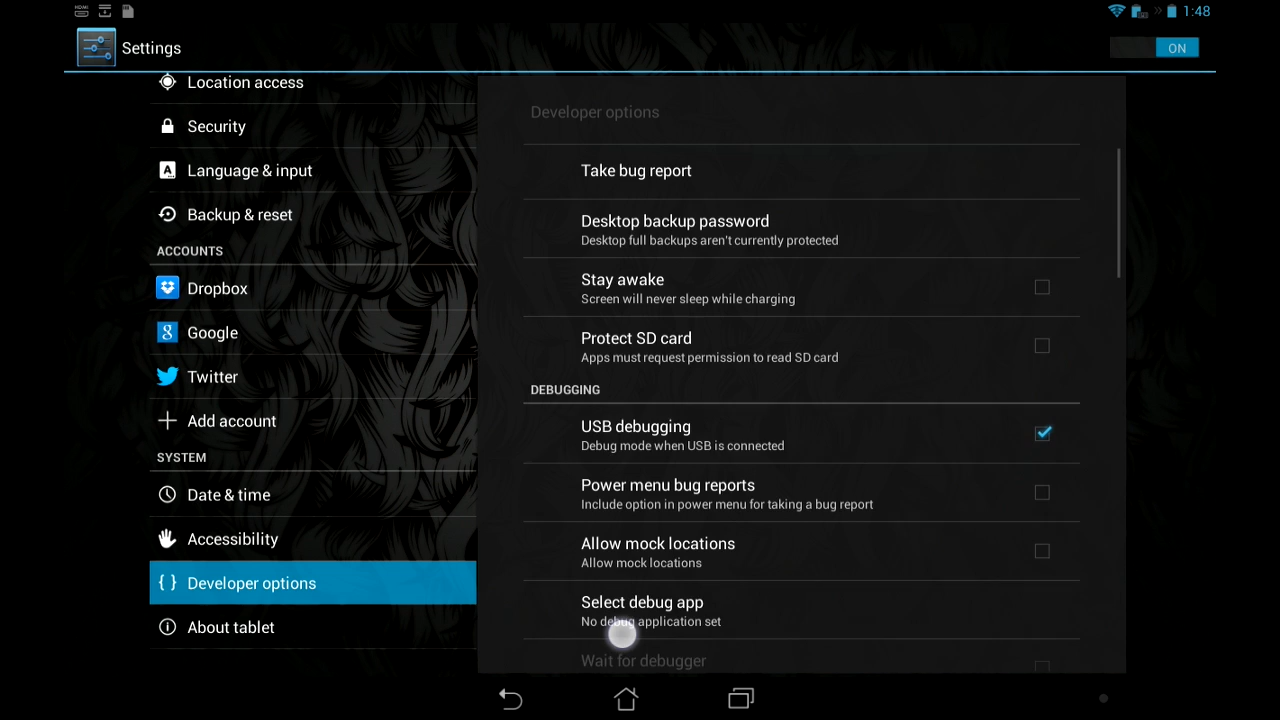 HDMI
1:48
Settings
ON
Location access
Security
Language & input
Backup & reset
ACCOUNTS
Dropbox
Google
Twitter
Add account
SYSTEM
Date & time
Accessibility
Developer options
About tablet
Developer options
Take bug report
Desktop backup password
Desktop full backups aren't currently protected
Stay awake
Screen will never sleep while charging
Protect SD card
Apps must request permission to read SD card
DEBUGGING
USB debugging
Debug mode when USB is connected
Power menu bug reports
Include option in power menu for taking a bug report
Allow mock locations
Allow mock locations
Select debug app
No debug application set
Wait for debugger